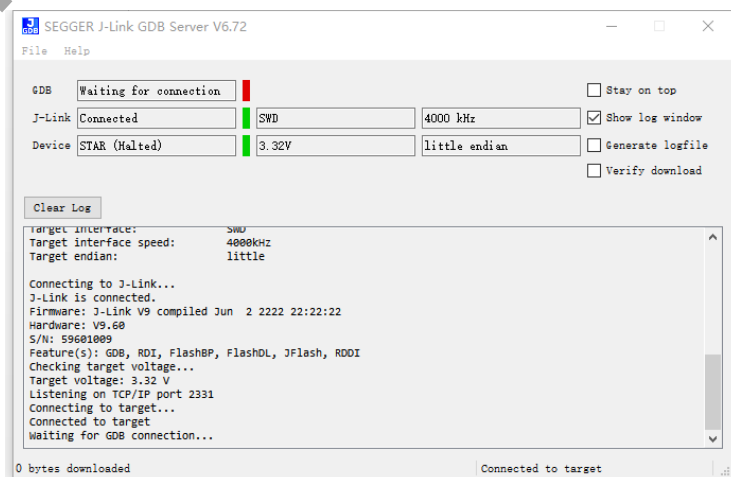 SEGGER J-Link GDB Server V6.72
File Help
GDB Waiting for connection Stay on top
J-Link Connected SWD 4000 kHz Show log window
Device STAR (Halted) 3.32V little endian Generate logfile
Verify download
Clear Log
Target interface: SWD
Target interface speed: 4000kHz
Target endian: little
Connecting to J-Link...
J-Link is connected.
Firmware: J-Link V9 compiled Jun 2 2222 22:22:22
Hardware: V9.60
S/N: 59601009
Feature(s): GDB, RDI, FlashBP, FlashDL, JFlash, RDDI
Checking target voltage...
Target voltage: 3.32 V
Listening on TCP/IP port 2331
Connecting to target...
Connected to target
Waiting for GDB connection...
0 bytes downloaded Connected to target